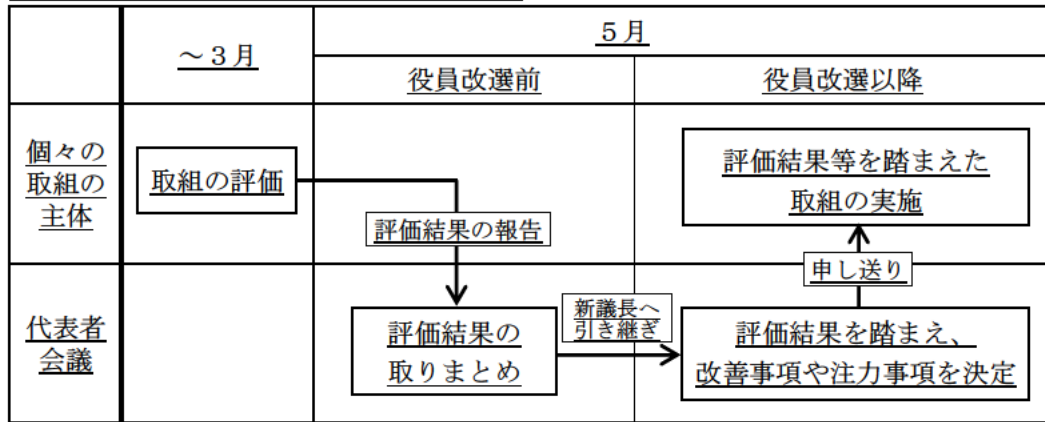 ～３月
５月
役員改選前
役員改選以降
個々の
取組の
主体
取組の評価
評価結果の報告
評価結果等を踏まえた
取組の実施
申し送り
代表者
会議
評価結果の
取りまとめ
新議長へ
引き継ぎ
評価結果を踏まえ、
改善事項や注力事項を決定